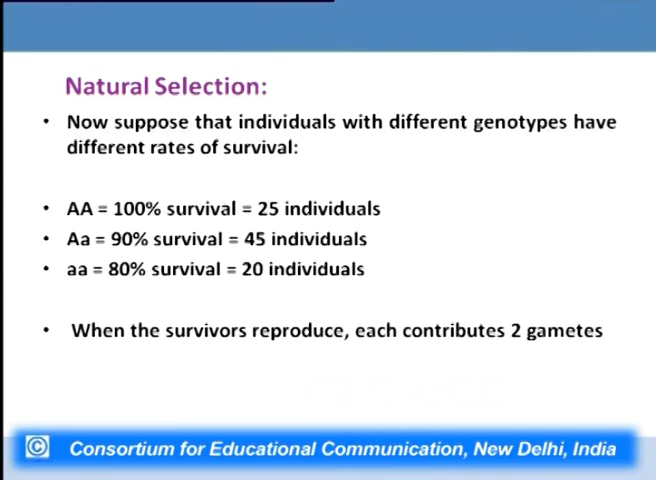 Natural Selection:
• Now suppose that individuals with different genotypes have
different rates of survival:
• AA = 100% survival = 25 individuals
• Aa = 90% survival = 45 individuals
• aa = 80% survival = 20 individuals
• When the survivors reproduce, each contributes 2 gametes
© Consortium for Educational Communication, New Delhi, India